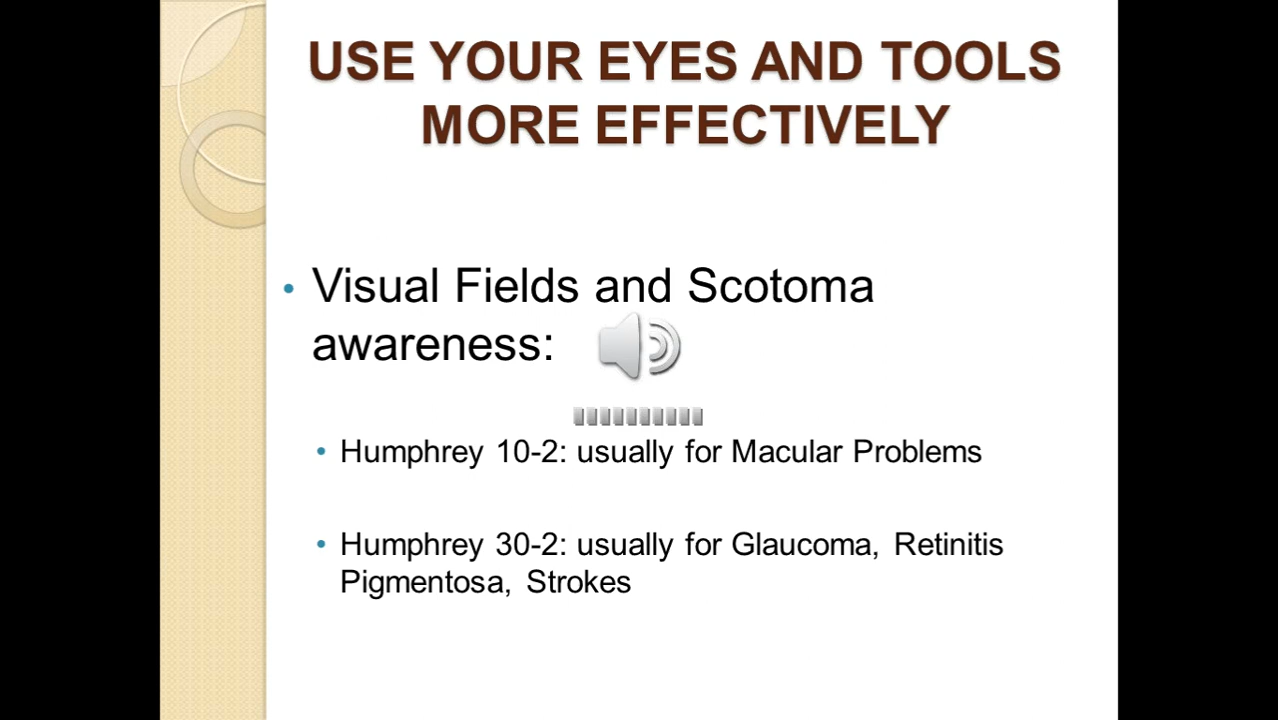 USE YOUR EYES AND TOOLS
MORE EFFECTIVELY
• Visual Fields and Scotoma
awareness:
• Humphrey 10-2: usually for Macular Problems
• Humphrey 30-2: usually for Glaucoma, Retinitis
Pigmentosa, Strokes